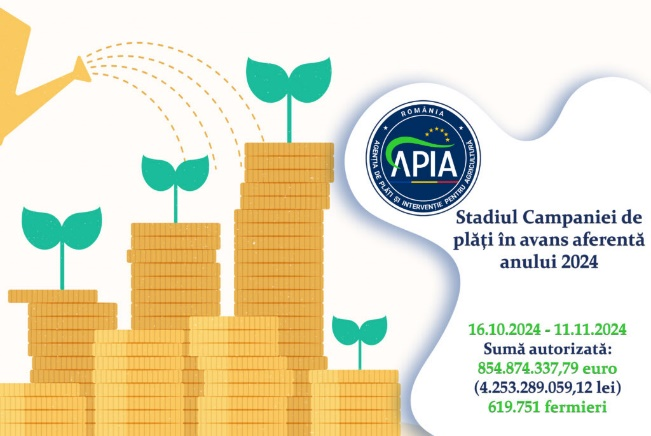 ROMÂNIA
APIA
AGENȚIA DE PLĂȚI ȘI INTERVENȚIE PENTRU AGRICULTURĂ
Stadiul Campaniei de
plăți în avans aferentă
anului 2024
16.10.2024 - 11.11.2024
Sumă autorizată:
854.874.337,79 euro
(4.253.289.059,12 lei)
619.751 fermieri